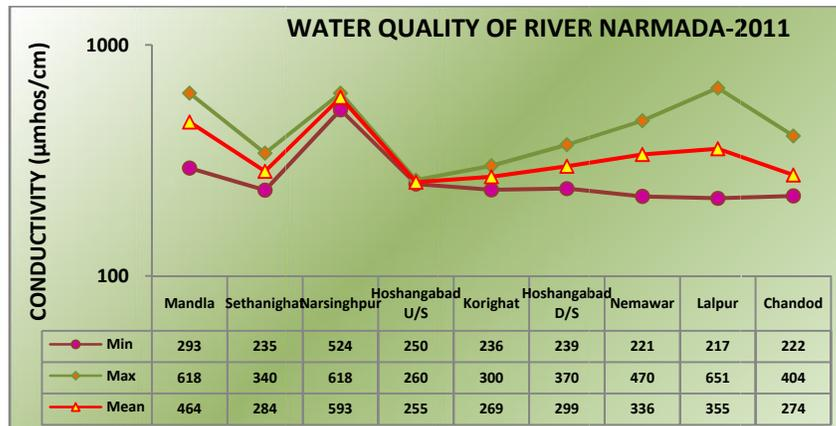 WATER QUALITY OF RIVER NARMADA-2011
CONDUCTIVITY (µmhos/cm)
1000
100
Mandla Sethanighat Narsinghpur Hoshangabad U/S Korighat Hoshangabad D/S Nemawar Lalpur Chandod
Min 293 235 524 250 236 239 221 217 222
Max 618 340 618 260 300 370 470 651 404
Mean 464 284 593 255 269 299 336 355 274